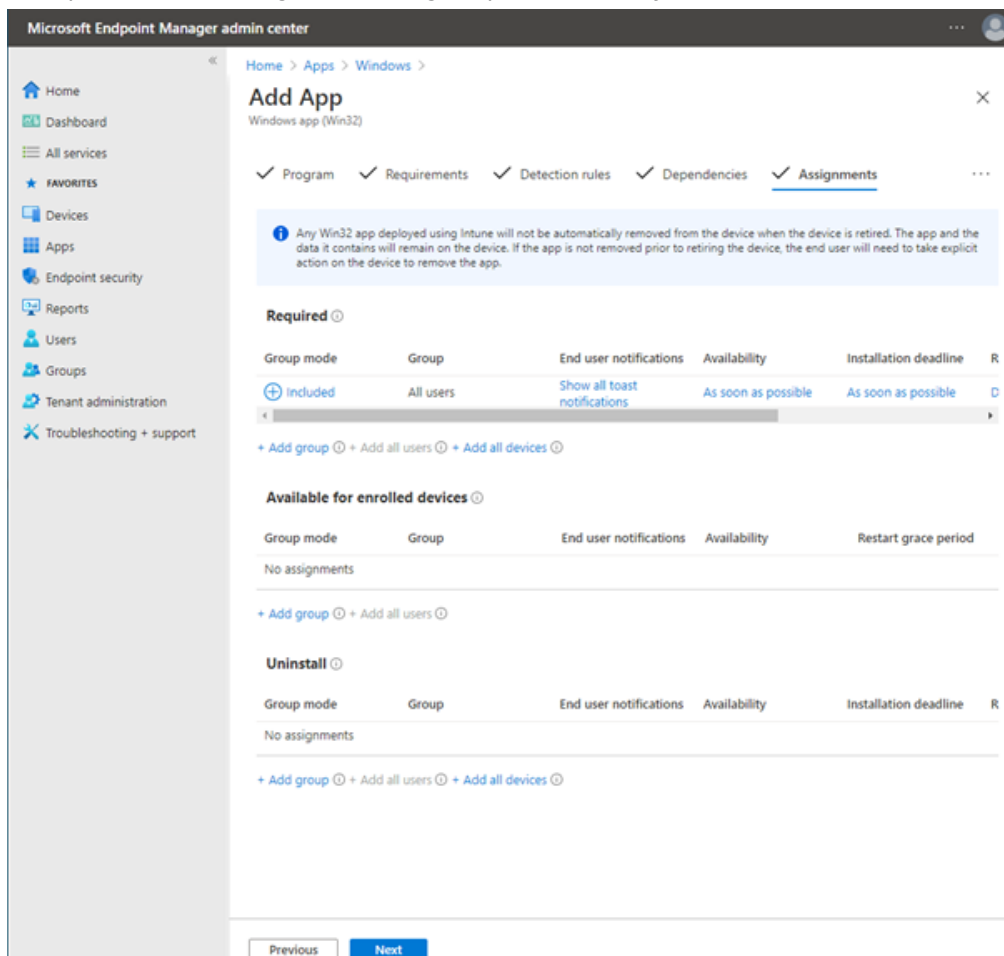 Microsoft Endpoint Manager admin center
...
«
Home > Apps > Windows >
Home
Dashboard
All services
FAVORITES
Devices
Apps
Endpoint security
Reports
Users
Groups
Tenant administration
Troubleshooting + support
Add App
Windows app (Win32)
Program Requirements Detection rules Dependencies Assignments ...
Any Win32 app deployed using Intune will not be automatically removed from the device when the device is retired. The app and the
data it contains will remain on the device. If the app is not removed prior to retiring the device, the end user will need to take explicit
action on the device to remove the app.
Required
Group mode Group End user notifications Availability Installation deadline R
Included All users Show all toast notifications As soon as possible As soon as possible D
+ Add group + Add all users + Add all devices
Available for enrolled devices
Group mode Group End user notifications Availability Restart grace period
No assignments
+ Add group + Add all users
Uninstall
Group mode Group End user notifications Availability Installation deadline R
No assignments
+ Add group + Add all users + Add all devices
Previous Next